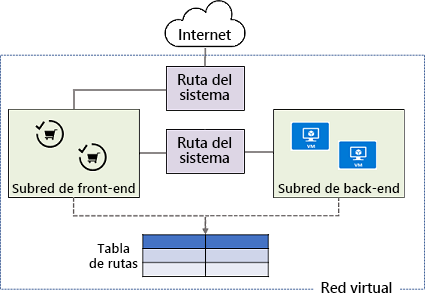 Internet
Ruta del
sistema
Ruta del
sistema
VM
VM
Subred de front-end
Subred de back-end
Tabla
de rutas
Red virtual